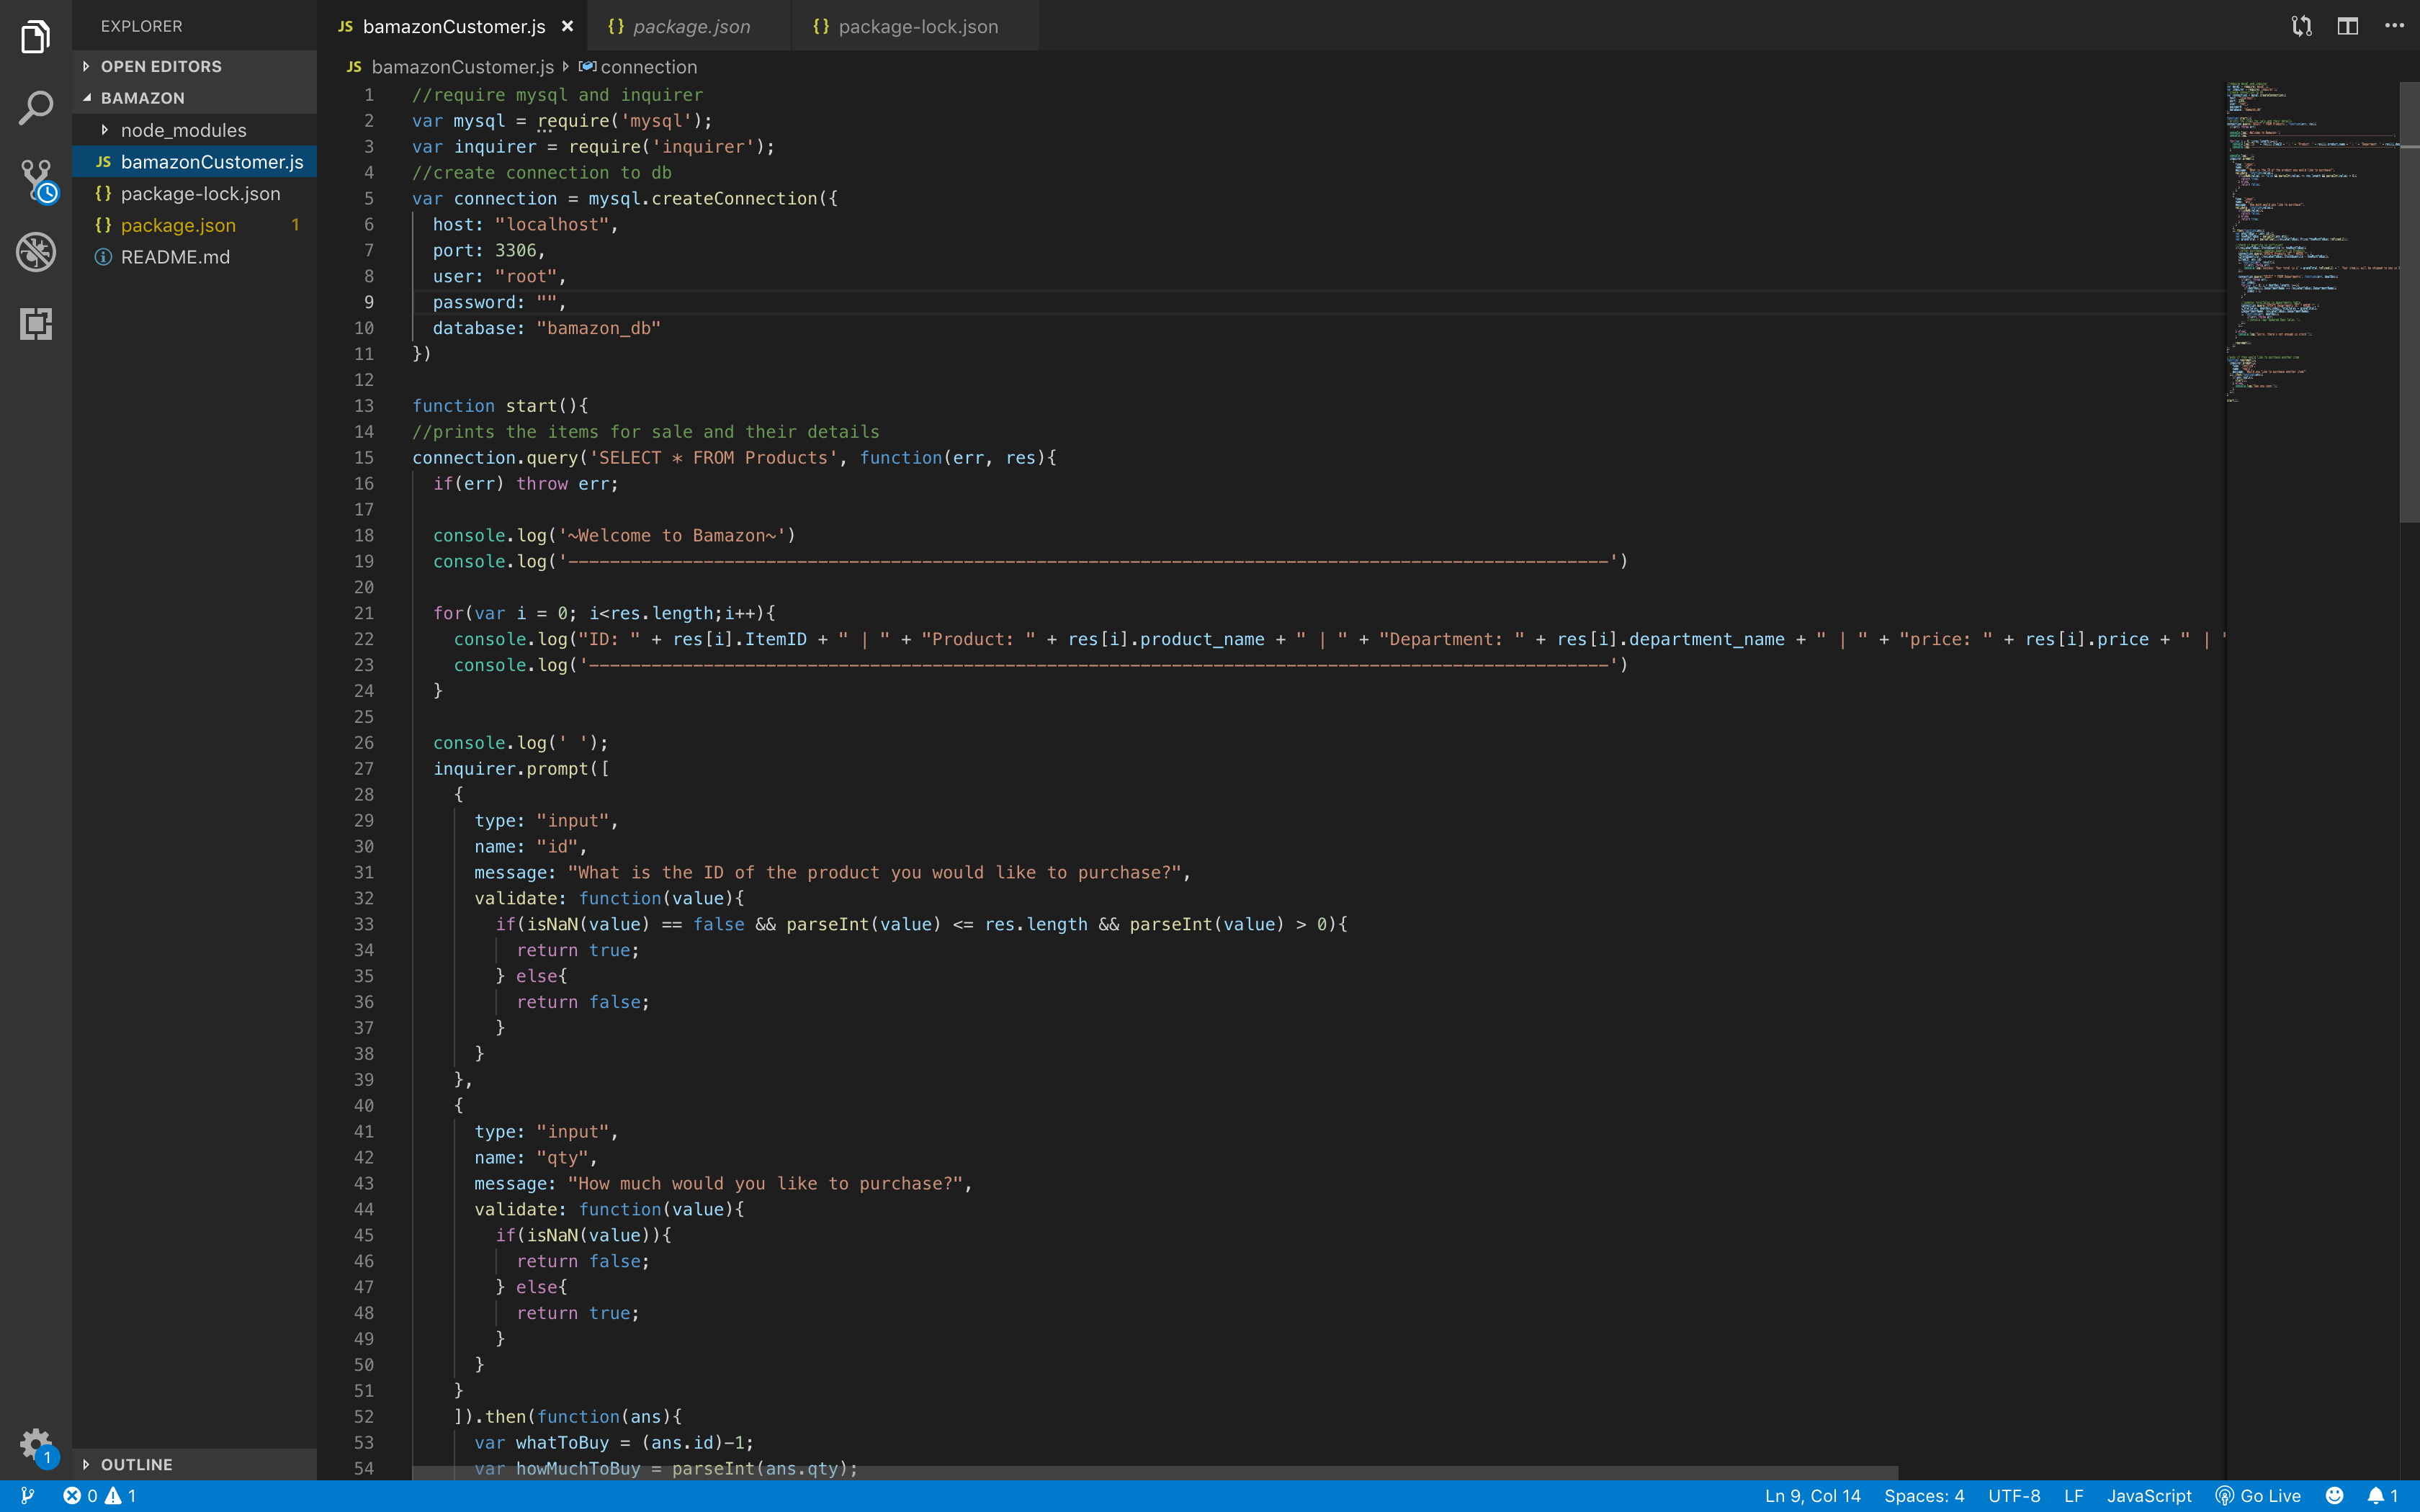 EXPLORER
OPEN EDITORS
BAMAZON
node_modules
JS bamazonCustomer.js
{} package-lock.json
{} package.json 1
README.md
OUTLINE
JS bamazonCustomer.js ×
{} package.json
{} package-lock.json
JS bamazonCustomer.js connection
1 //require mysql and inquirer
2 var mysql = require('mysql');
3 var inquirer = require('inquirer');
4 //create connection to db
5 var connection = mysql.createConnection({
6 host: "localhost",
7 port: 3306,
8 user: "root",
9 password: "",
10 database: "bamazon_db"
11 })
12
13 function start(){
14 //prints the items for sale and their details
15 connection.query('SELECT * FROM Products', function(err, res){
16 if(err) throw err;
17
18 console.log('~Welcome to Bamazon~')
19 console.log('----------------------------------------------------------------------------------------------------')
20
21 for(var i = 0; i<res.length;i++){
22 console.log("ID: " + res[i].ItemID + " | " + "Product: " + res[i].product_name + " | " + "Department: " + res[i].department_name + " | " + "price: " + res[i].price + " | "
23 console.log('--------------------------------------------------------------------------------------------------')
24 }
25
26 console.log(' ');
27 inquirer.prompt([
28 {
29 type: "input",
30 name: "id",
31 message: "What is the ID of the product you would like to purchase?",
32 validate: function(value){
33 if(isNaN(value) == false && parseInt(value) <= res.length && parseInt(value) > 0){
34 return true;
35 } else{
36 return false;
37 }
38 }
39 },
40 {
41 type: "input",
42 name: "qty",
43 message: "How much would you like to purchase?",
44 validate: function(value){
45 if(isNaN(value)){
46 return false;
47 } else{
48 return true;
49 }
50 }
51 }
52 ]).then(function(ans){
53 var whatToBuy = (ans.id)-1;
54 var howMuchToBuy = parseInt(ans.qty);
1
0 1 Ln 9, Col 14 Spaces: 4 UTF-8 LF JavaScript Go Live 1